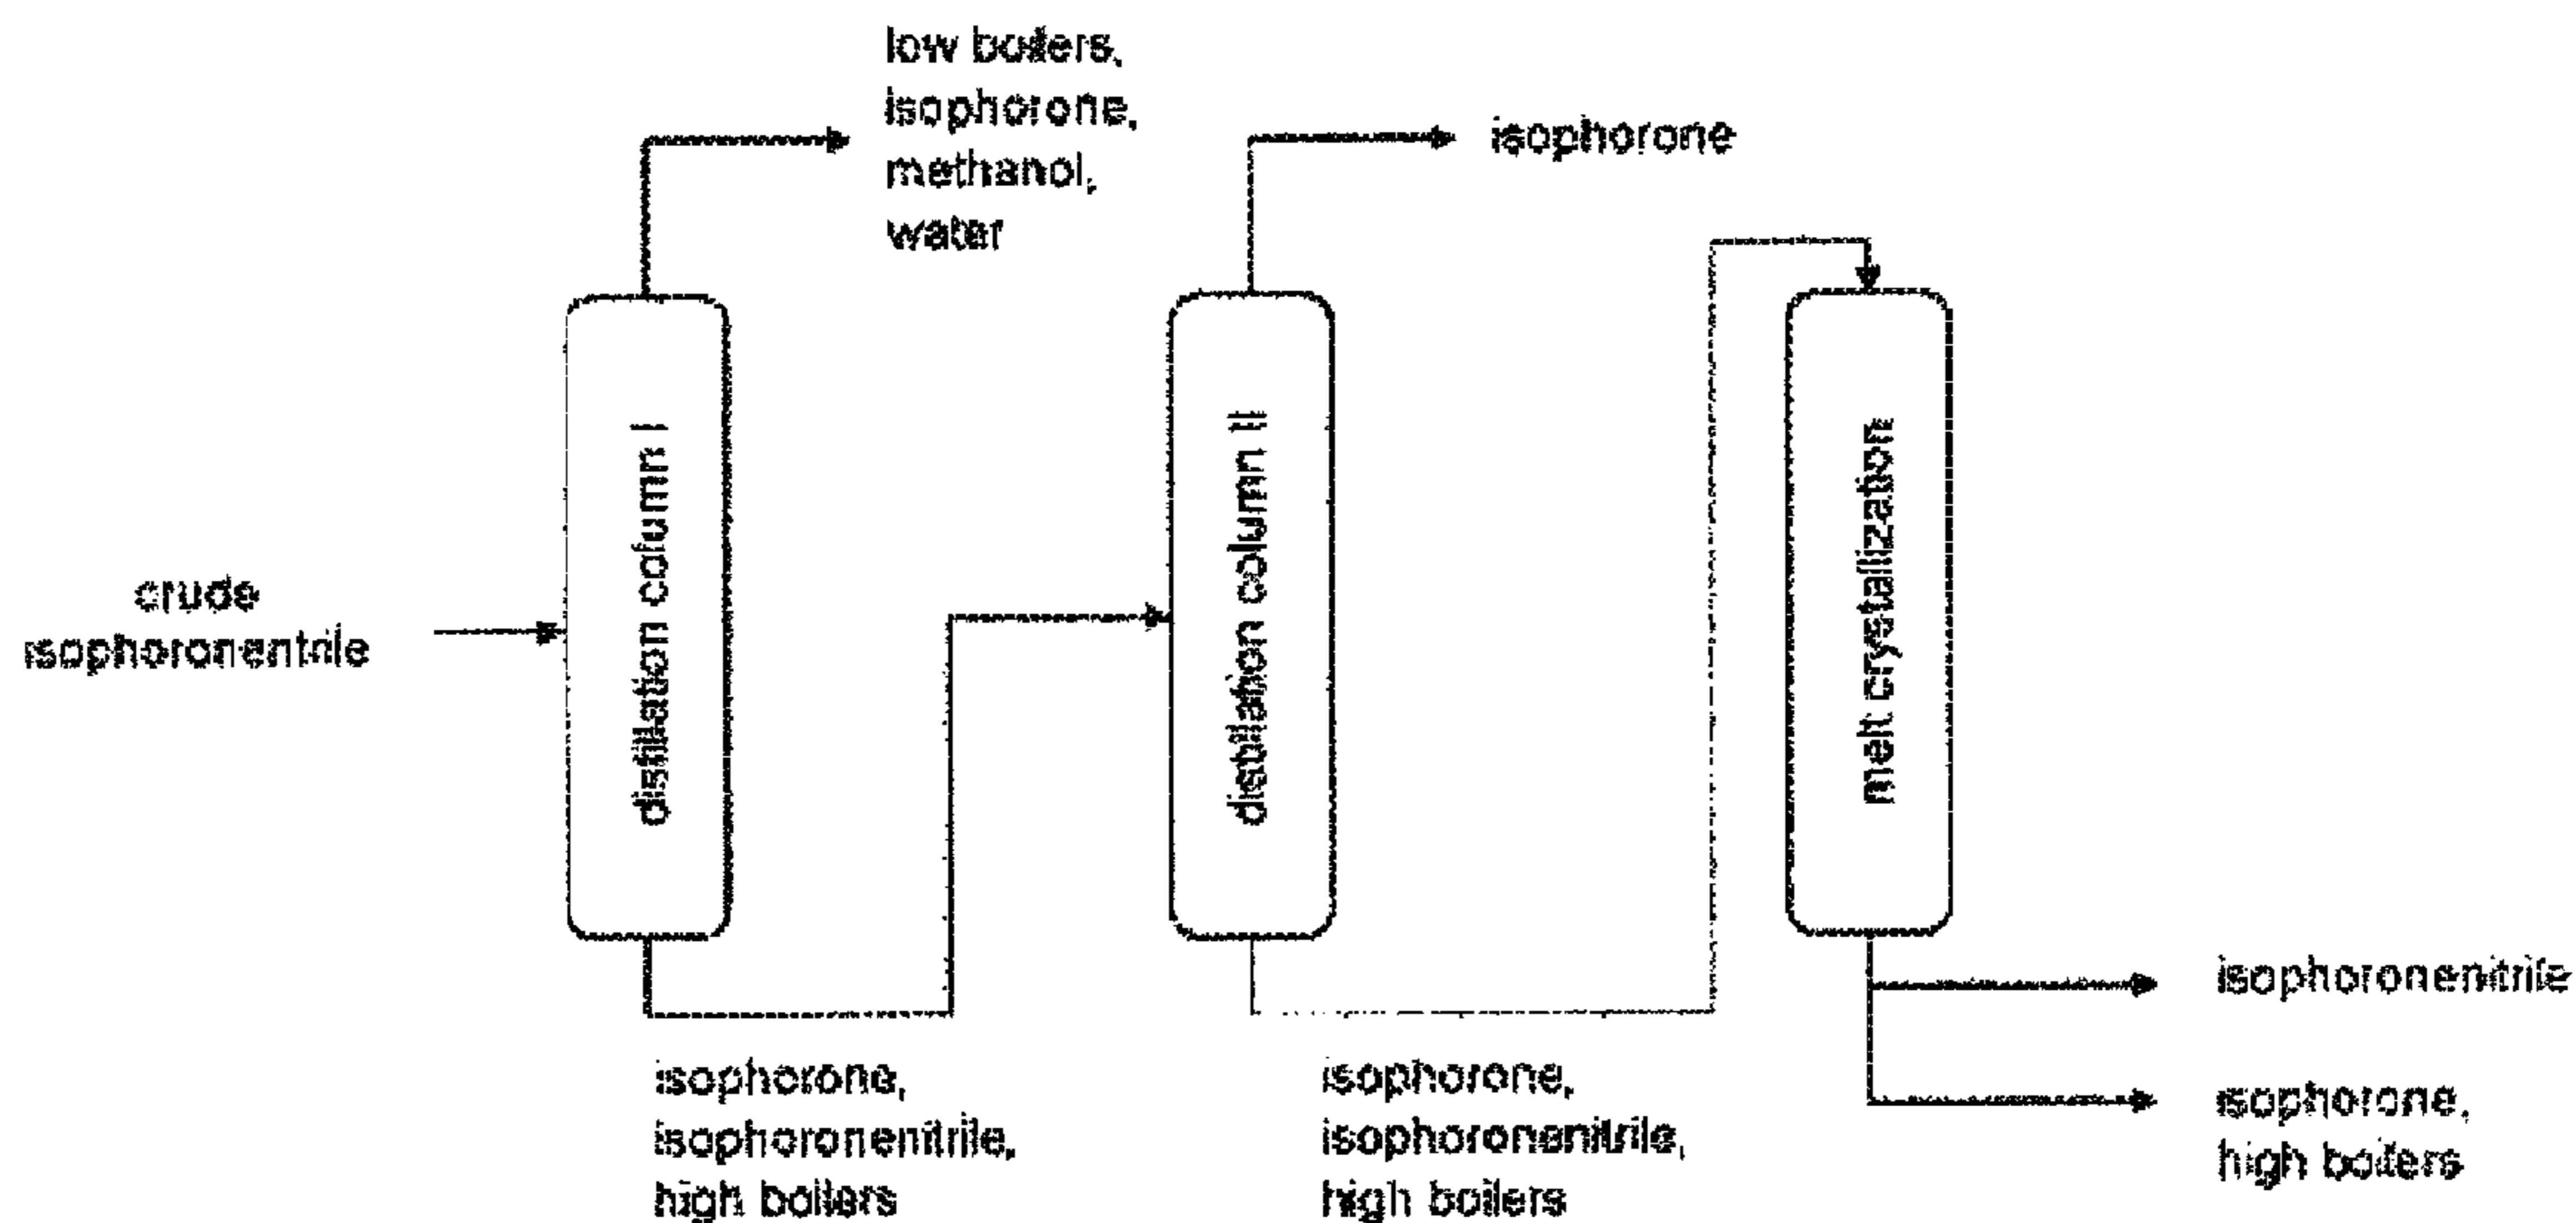 low boilers,
isophorone,
methanol,
water
isophorone
crude
isophoronentrile
distillation column I
distillation column II
melt crystallization
isophoronenitrile
isophorone,
high boilers
isophorone,
isophoronenitrile,
high boilers
isophorone,
isophoronenitrile,
high boilers